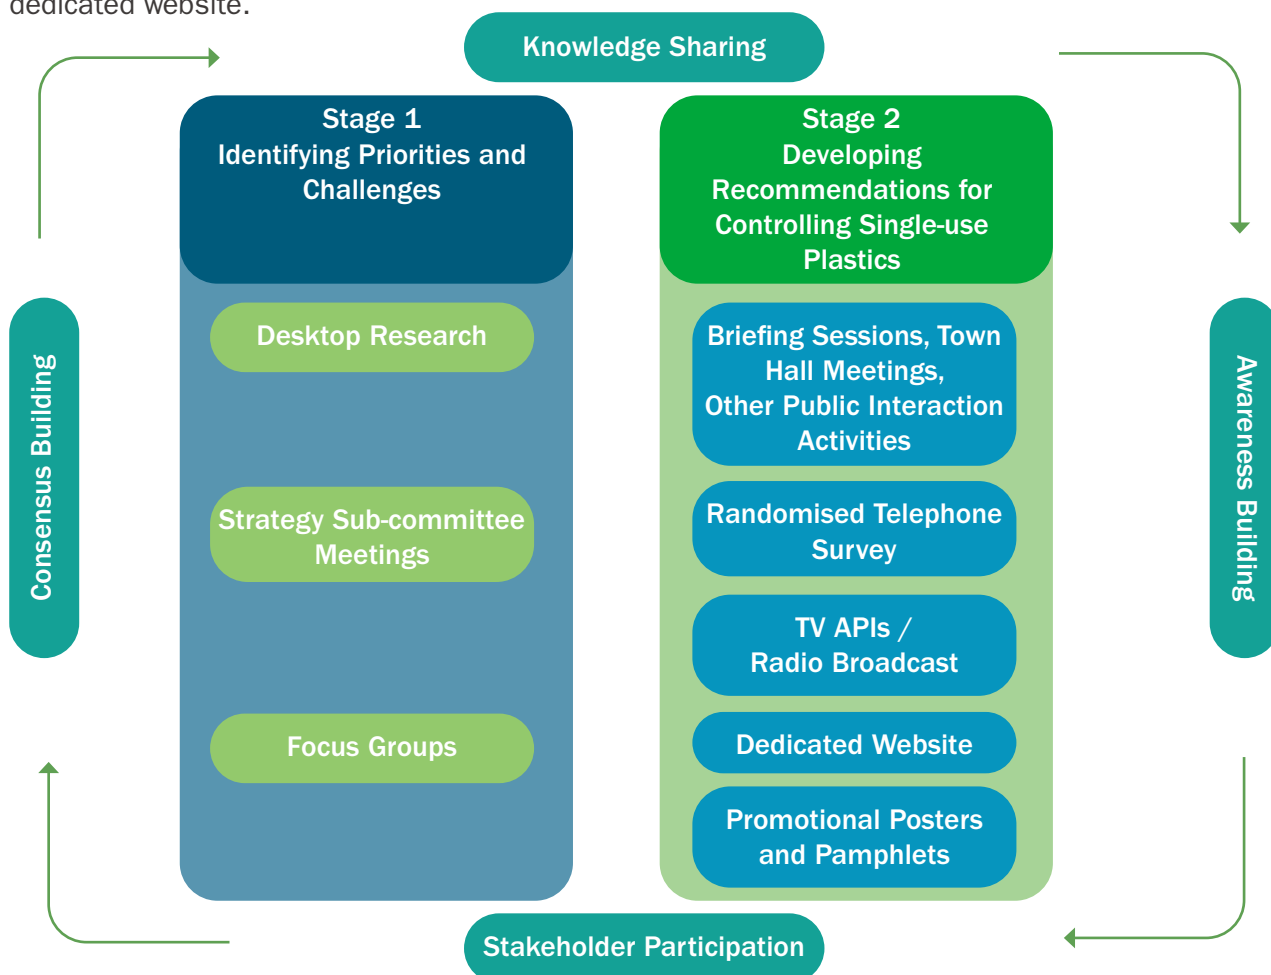 dedicated website.
Knowledge Sharing
Stage 1
Identifying Priorities and
Challenges
Desktop Research
Strategy Sub-committee
Meetings
Focus Groups
Stage 2
Developing
Recommendations for
Controlling Single-use
Plastics
Briefing Sessions, Town
Hall Meetings,
Other Public Interaction
Activities
Randomised Telephone
Survey
TV APIs /
Radio Broadcast
Dedicated Website
Promotional Posters
and Pamphlets
Consensus Building
Awareness Building
Stakeholder Participation